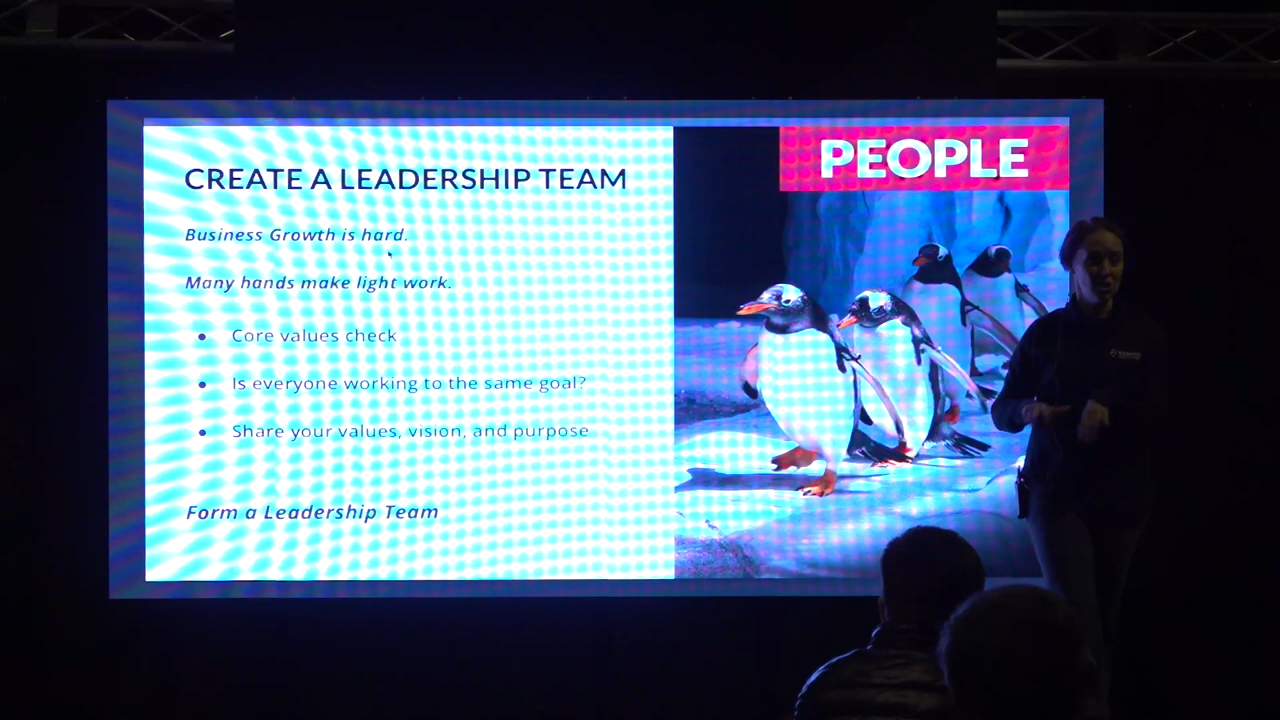 CREATE A LEADERSHIP TEAM
Business Growth is hard.
Many hands make light work.
● Core values check
● Is everyone working to the same goal?
● Share your values, vision, and purpose
Form a Leadership Team
PEOPLE